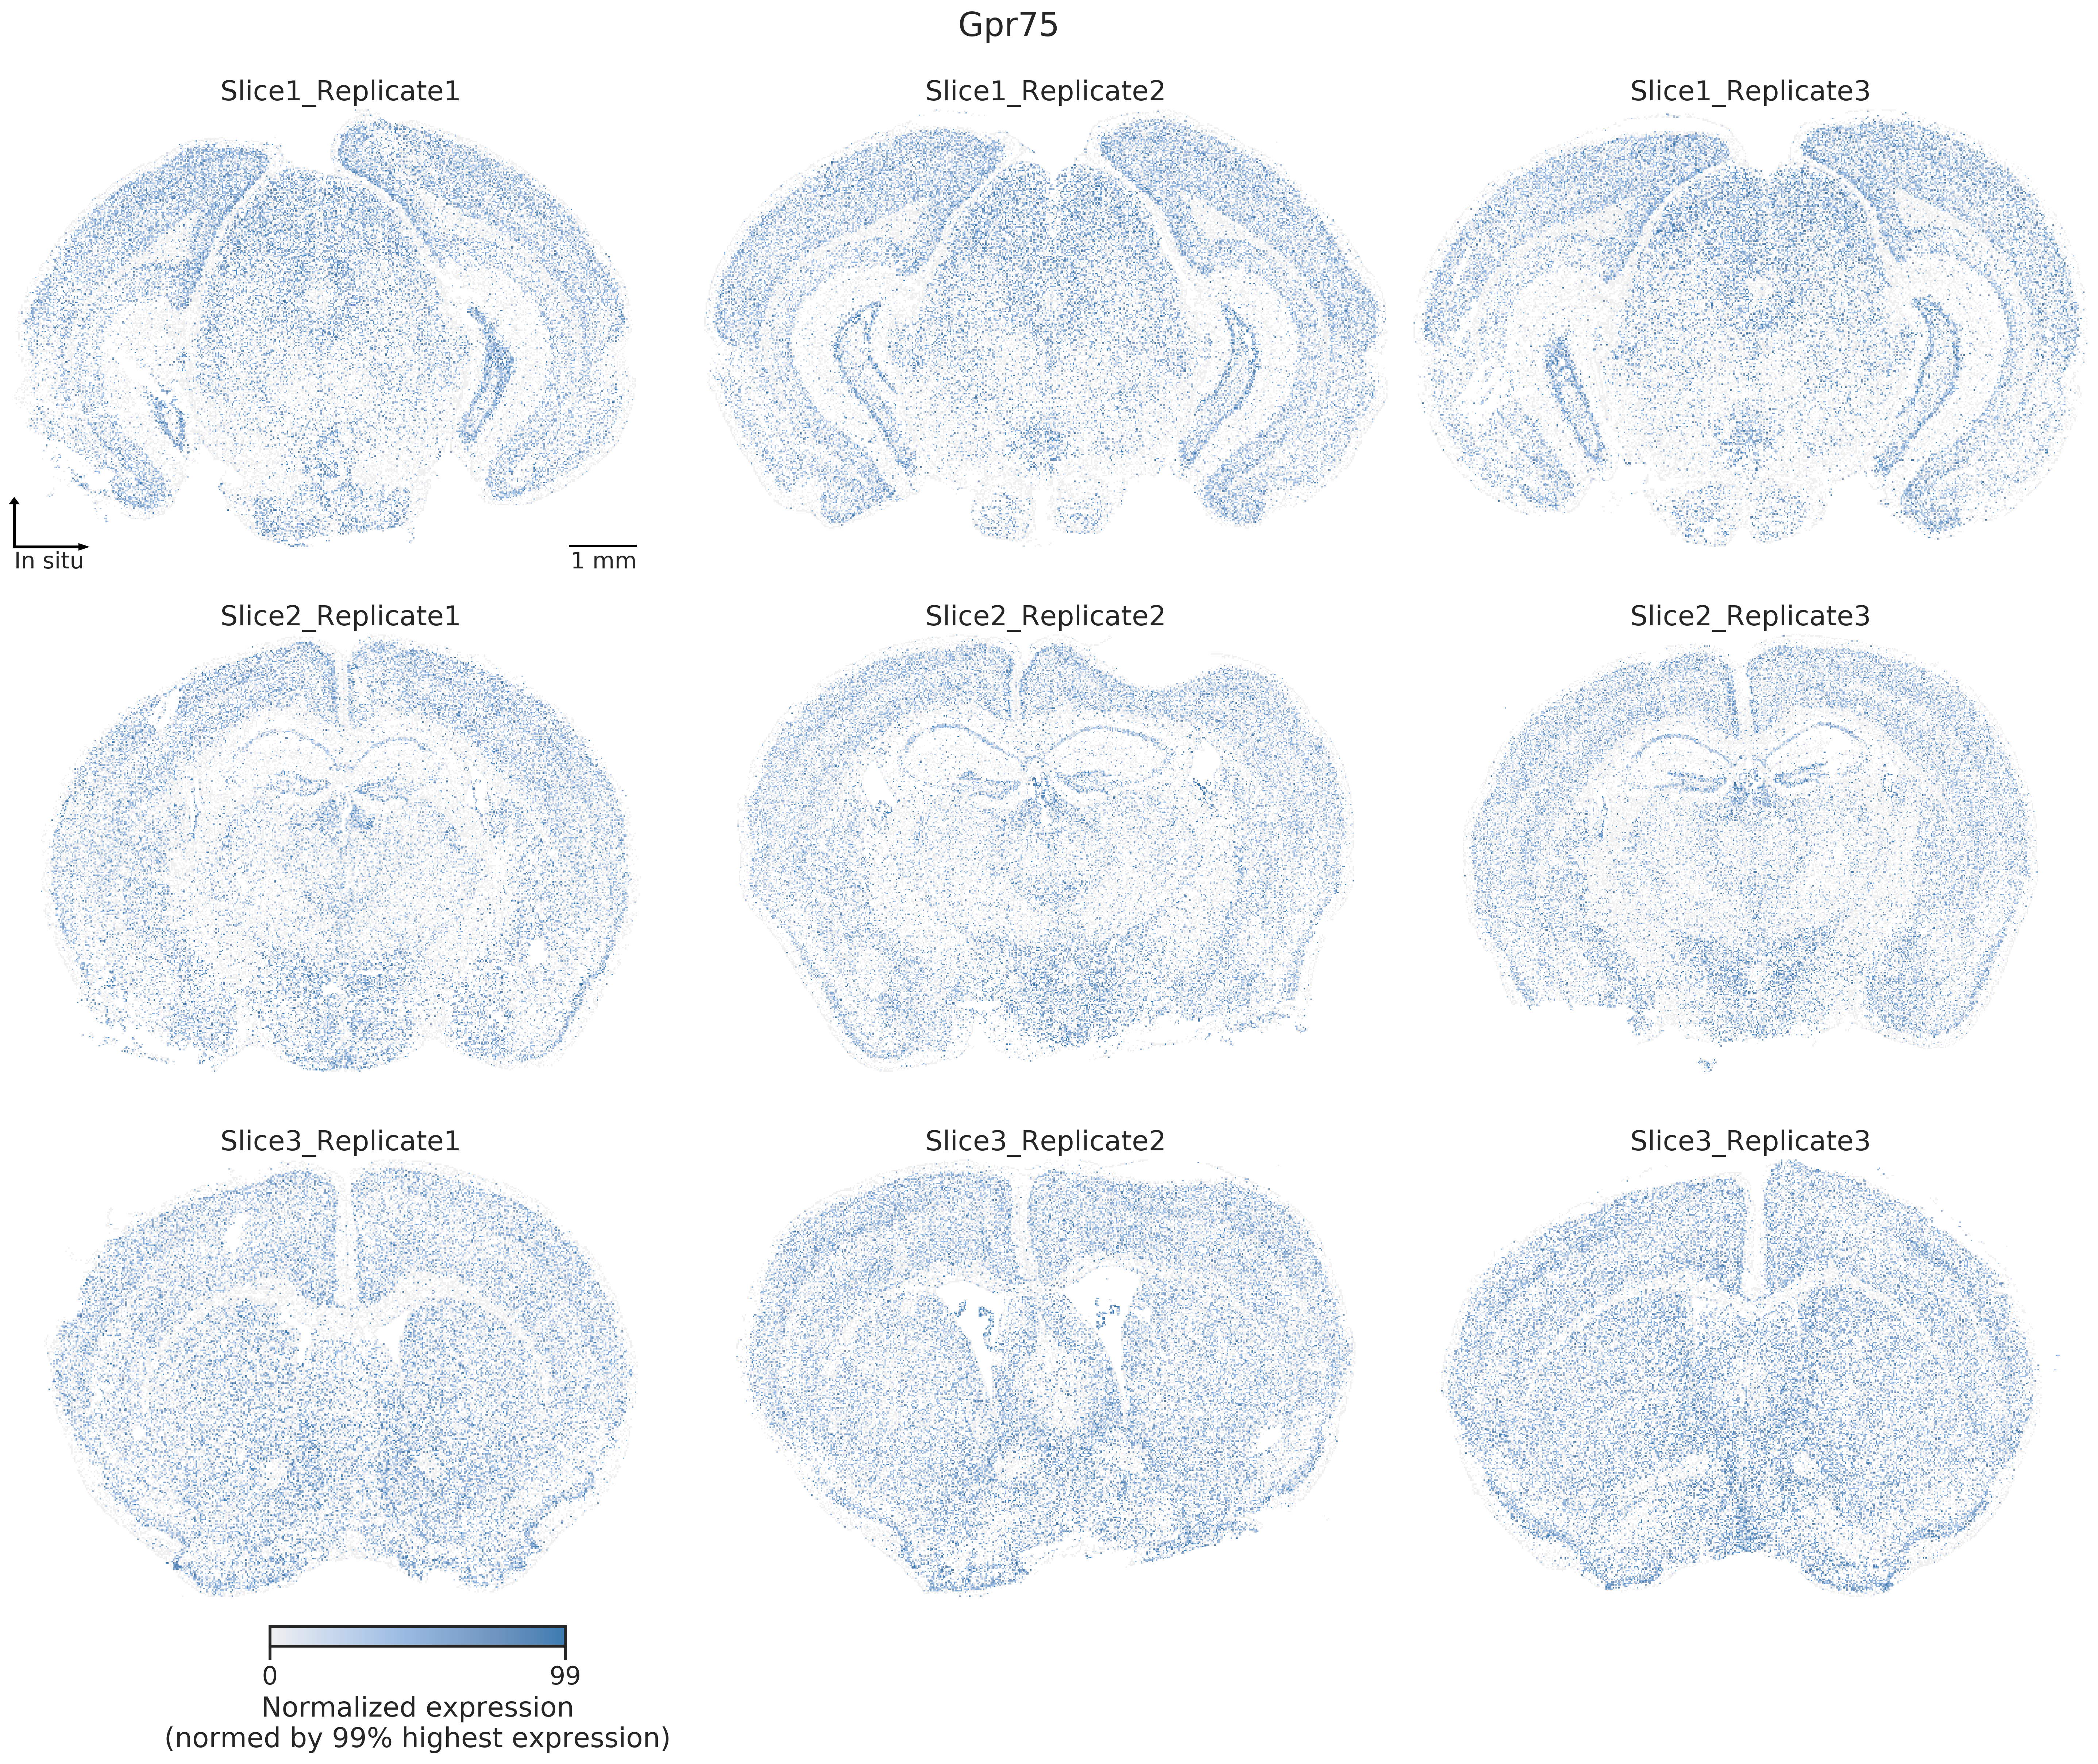 Gpr75
Slice1_Replicate1
Slice1_Replicate2
Slice1_Replicate3
In situ
1 mm
Slice2_Replicate1
Slice2_Replicate2
Slice2_Replicate3
Slice3_Replicate1
Slice3_Replicate2
Slice3_Replicate3
0
99
Normalized expression
(normed by 99% highest expression)